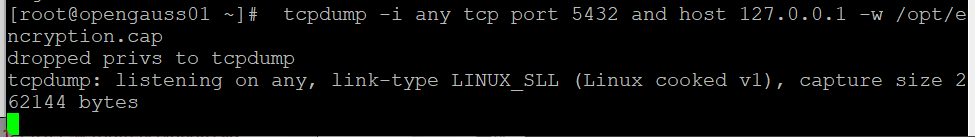 [root@opengauss01 ~]#  tcpdump -i any tcp port 5432 and host 127.0.0.1 -w /opt/e
ncryption.cap
dropped privs to tcpdump
tcpdump: listening on any, link-type LINUX_SLL (Linux cooked v1), capture size 2
62144 bytes